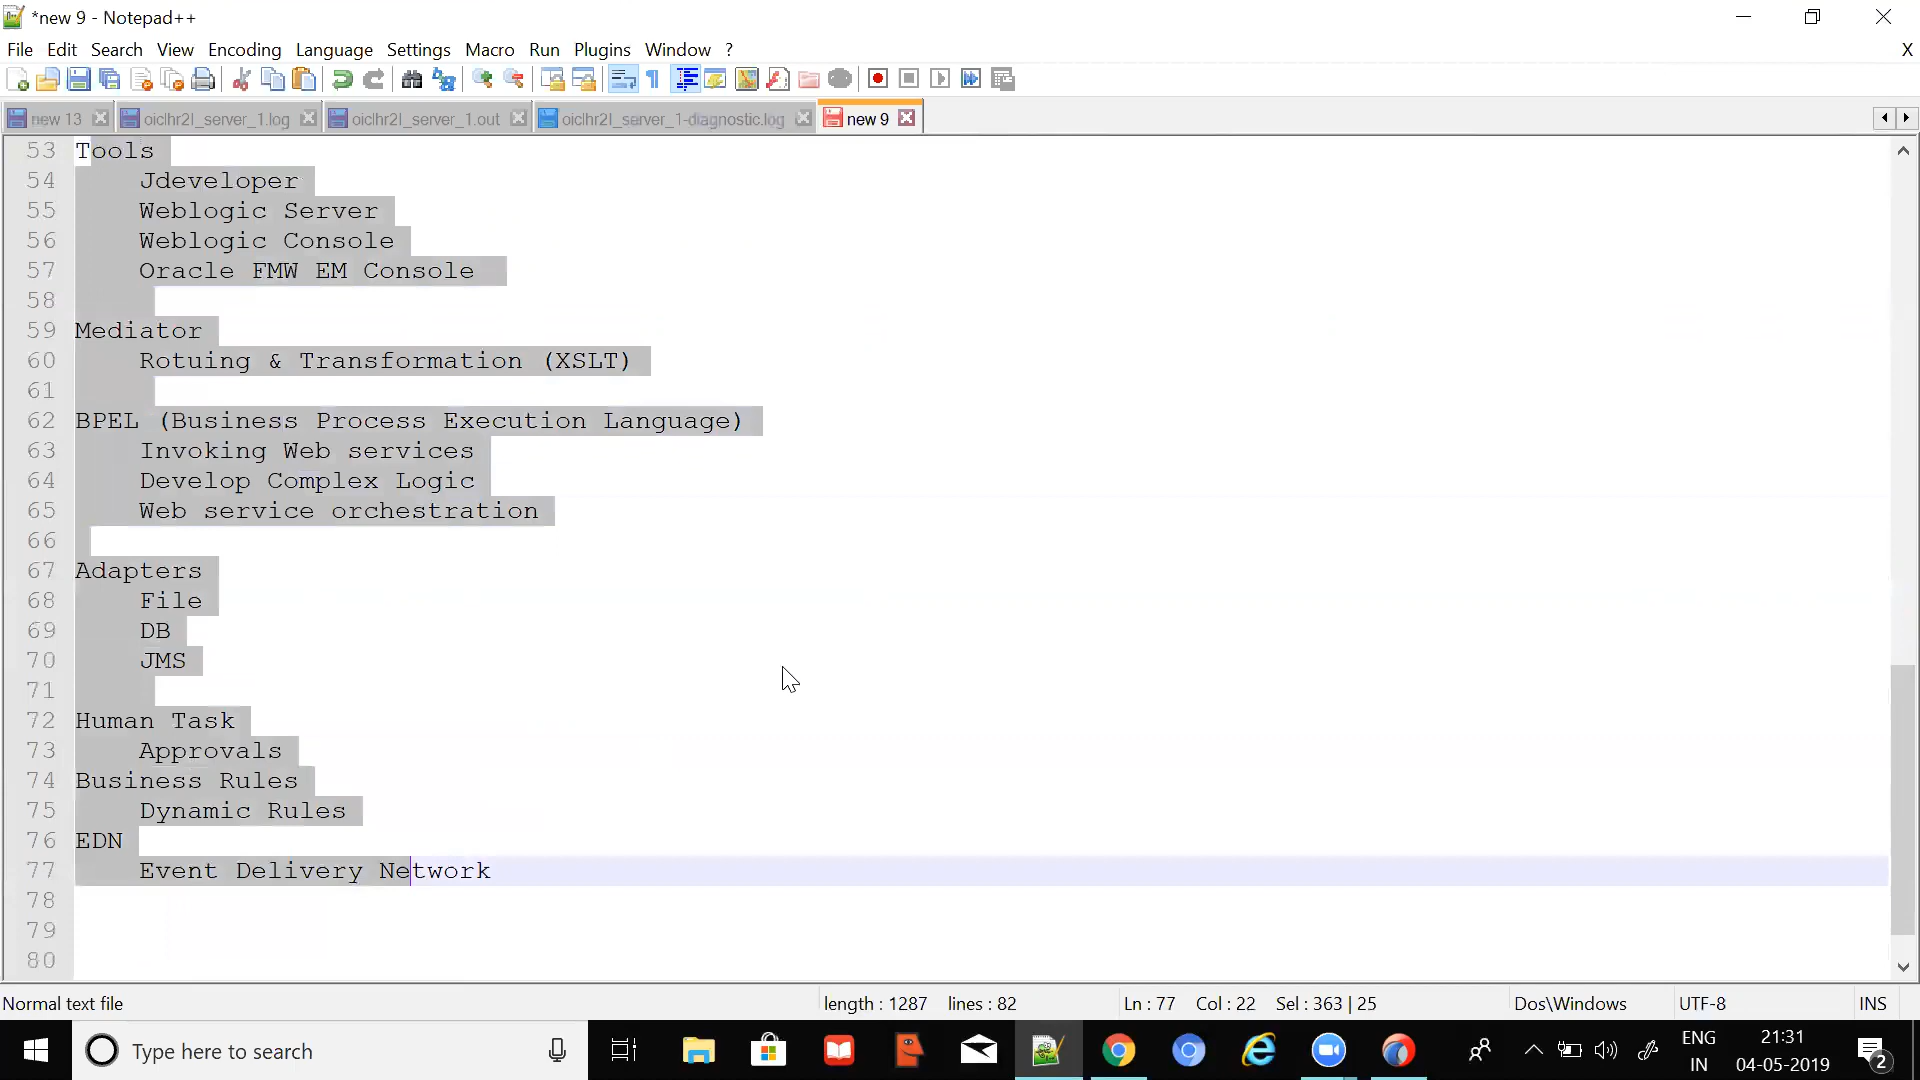 *new 9 - Notepad++
File Edit Search View Encoding Language Settings Macro Run Run Plugins Window ?
X
new 13 oiclhr2l_server_1.log oiclhr2l_server_1.out oiclhr2l_server_1-diagnostic.log new 9
53 Tools
54 Jdeveloper
55 Weblogic Server
56 Weblogic Console
57 Oracle FMW EM Console
58
59 Mediator
60 Rotuing & Transformation (XSLT)
61
62 BPEL (Business Process Execution Language)
63 Invoking Web services
64 Develop Complex Logic
65 Web service orchestration
66
67 Adapters
68 File
69 DB
70 JMS
71
72 Human Task
73 Approvals
74 Business Rules
75 Dynamic Rules
76 EDN
77 Event Delivery Network
78
79
80
Normal text file length : 1287 lines : 82 Ln : 77 Col : 22 Sel : 363 | 25 Dos\Windows UTF-8 INS
Type here to search
ENG
IN
21:31
04-05-2019
2